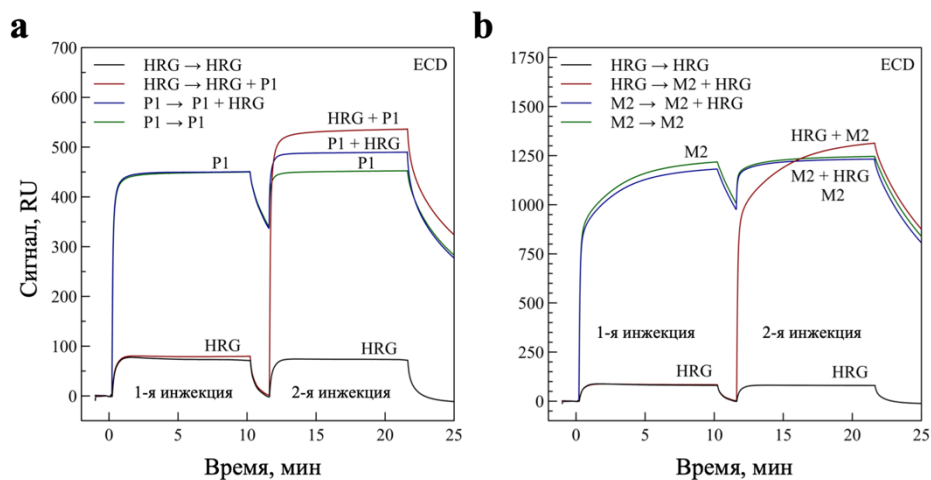 a
700
600
500
400
300
200
100
0
Сигнал, RU
HRG → HRG
HRG → HRG + P1
P1 → P1 + HRG
P1 → P1
ECD
P1
HRG + P1
P1 + HRG
P1
HRG
HRG
1-я инжекция
2-я инжекция
0 5 10 15 20 25
Время, мин
b
1750
1500
1250
1000
750
500
250
0
HRG → HRG
HRG → M2 + HRG
M2 → M2 + HRG
M2 → M2
ECD
M2
HRG + M2
M2 + HRG
M2
1-я инжекция
2-я инжекция
HRG
HRG
0 5 10 15 20 25
Время, мин